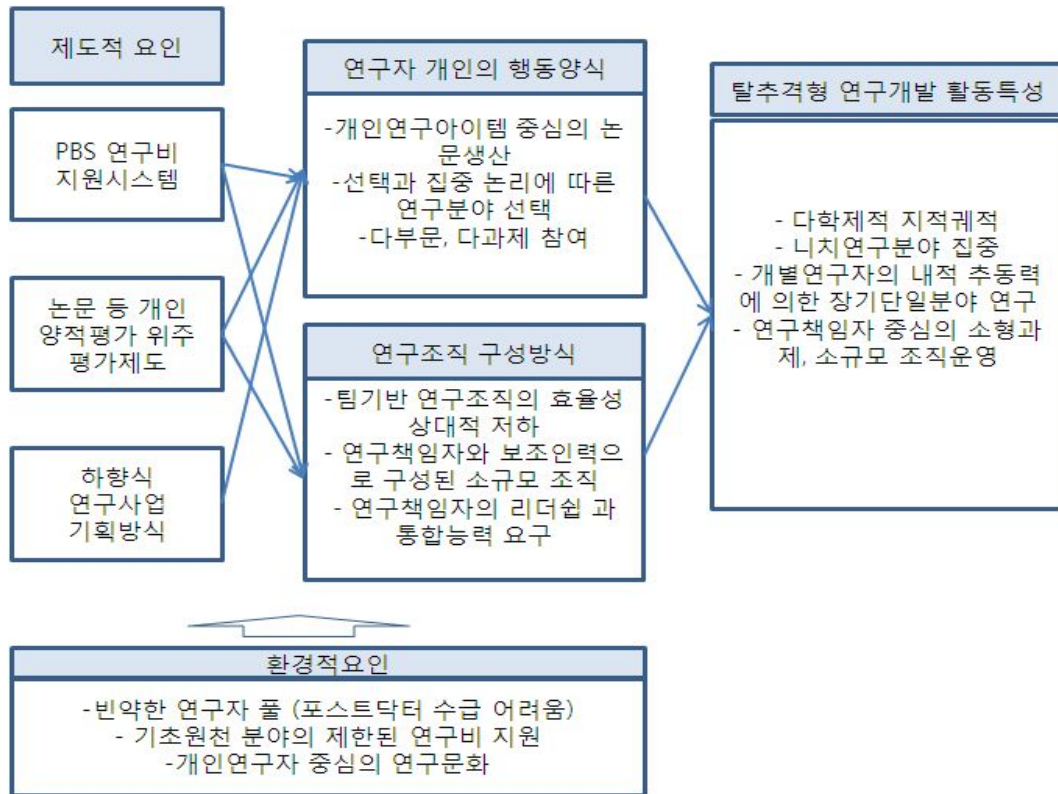 제도적 요인
PBS 연구비
지원시스템
논문 등 개인
양적평가 위주
평가제도
하향식
연구사업
기획방식
연구자 개인의 행동양식
-개인연구아이템 중심의 논
문생산
-선택과 집중 논리에 따른
연구분야 선택
-다부문, 다과제 참여
연구조직 구성방식
-팀기반 연구조직의 효율성
상대적 저하
- 연구책임자와 보조인력으
로 구성된 소규모 조직
- 연구책임자의 리더쉽 과
통합능력 요구
탈추격형 연구개발 활동특성
- 다학제적 지적궤적
- 니치연구분야 집중
- 개별연구자의 내적 추동력
에 의한 장기단일분야 연구
- 연구책임자 중심의 소형과
제, 소규모 조직운영
환경적요인
-빈약한 연구자 풀 (포스트닥터 수급 어려움)
- 기초원천 분야의 제한된 연구비 지원
-개인연구자 중심의 연구문화